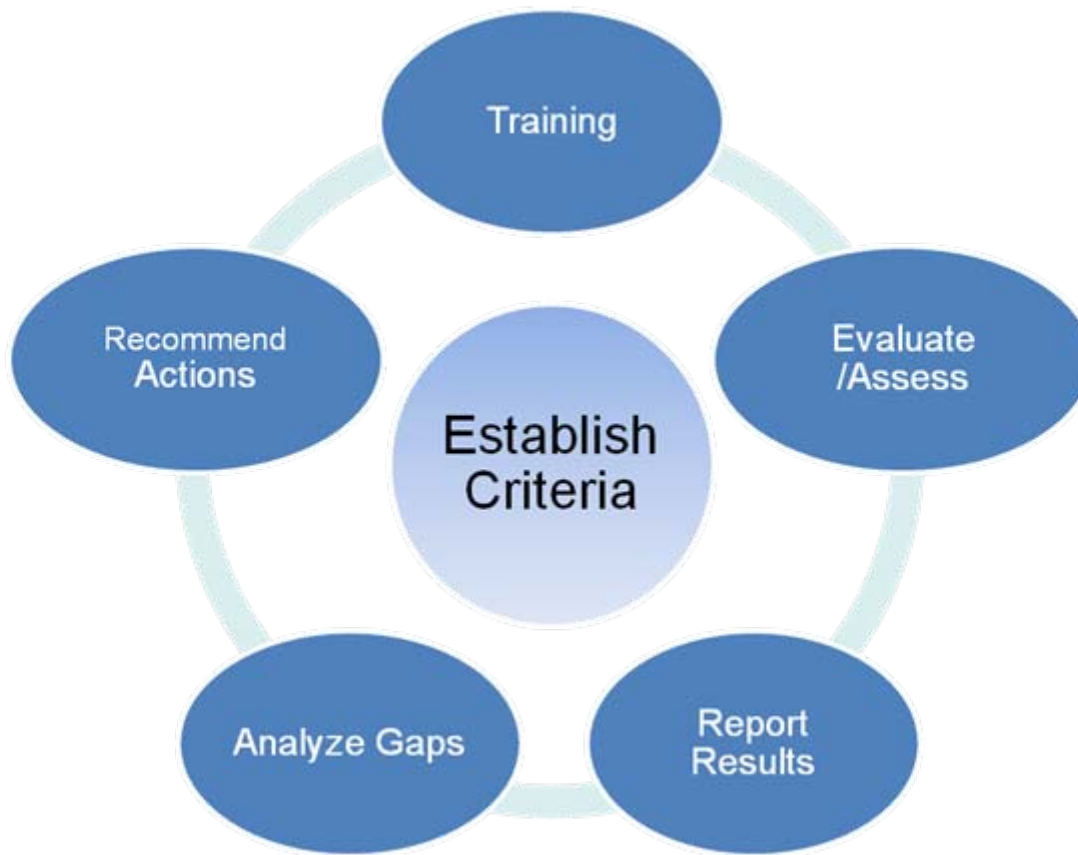 Training
Evaluate
/Assess
Report
Results
Analyze Gaps
Recommend
Actions
Establish
Criteria